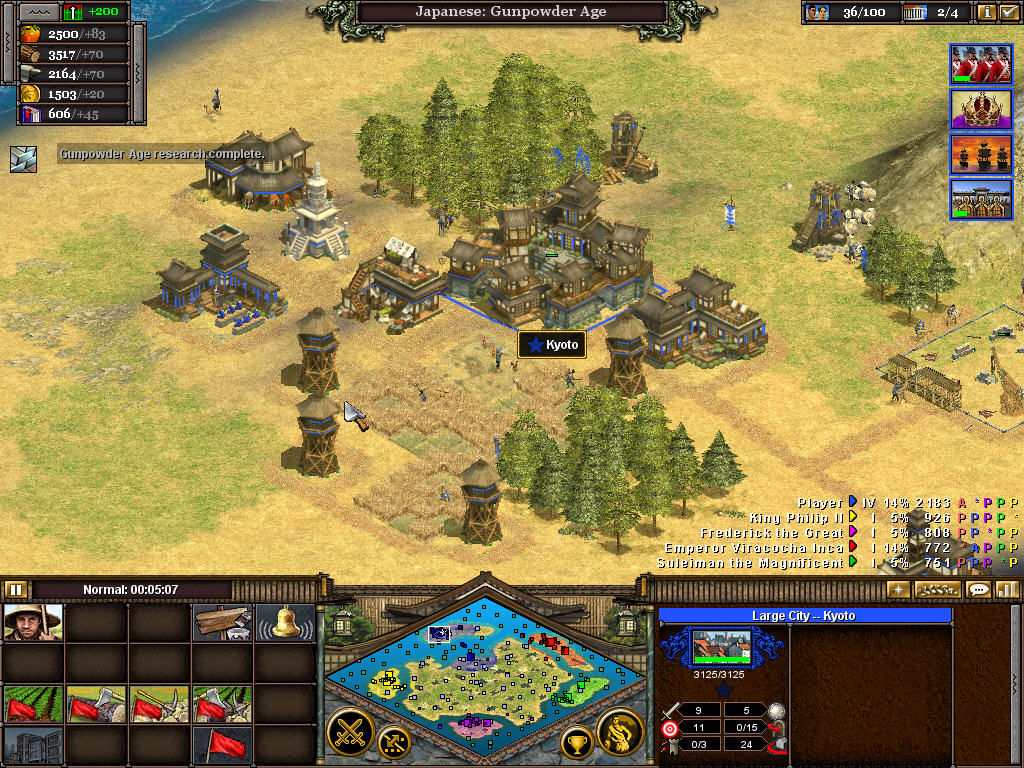 +200
Japanese: Gunpowder Age
36/100
2/4
2500/+83
3517/+70
2164/+70
1503/+20
606/+45
Gunpowder Age research complete.
Kyoto
Player IV 14% 2183 A * P P P
King Philip II I 5% 926 P P P P *
Frederick the Great I 5% 808 P P * P P
Emperor Viracocha Inca I 14% 772 * A P P P
Suleiman the Magnificent I 5% 751 P P P * P
Normal: 00:05:07
Large City -- Kyoto
3125/3125
9 5
11 0/15
0/3 24